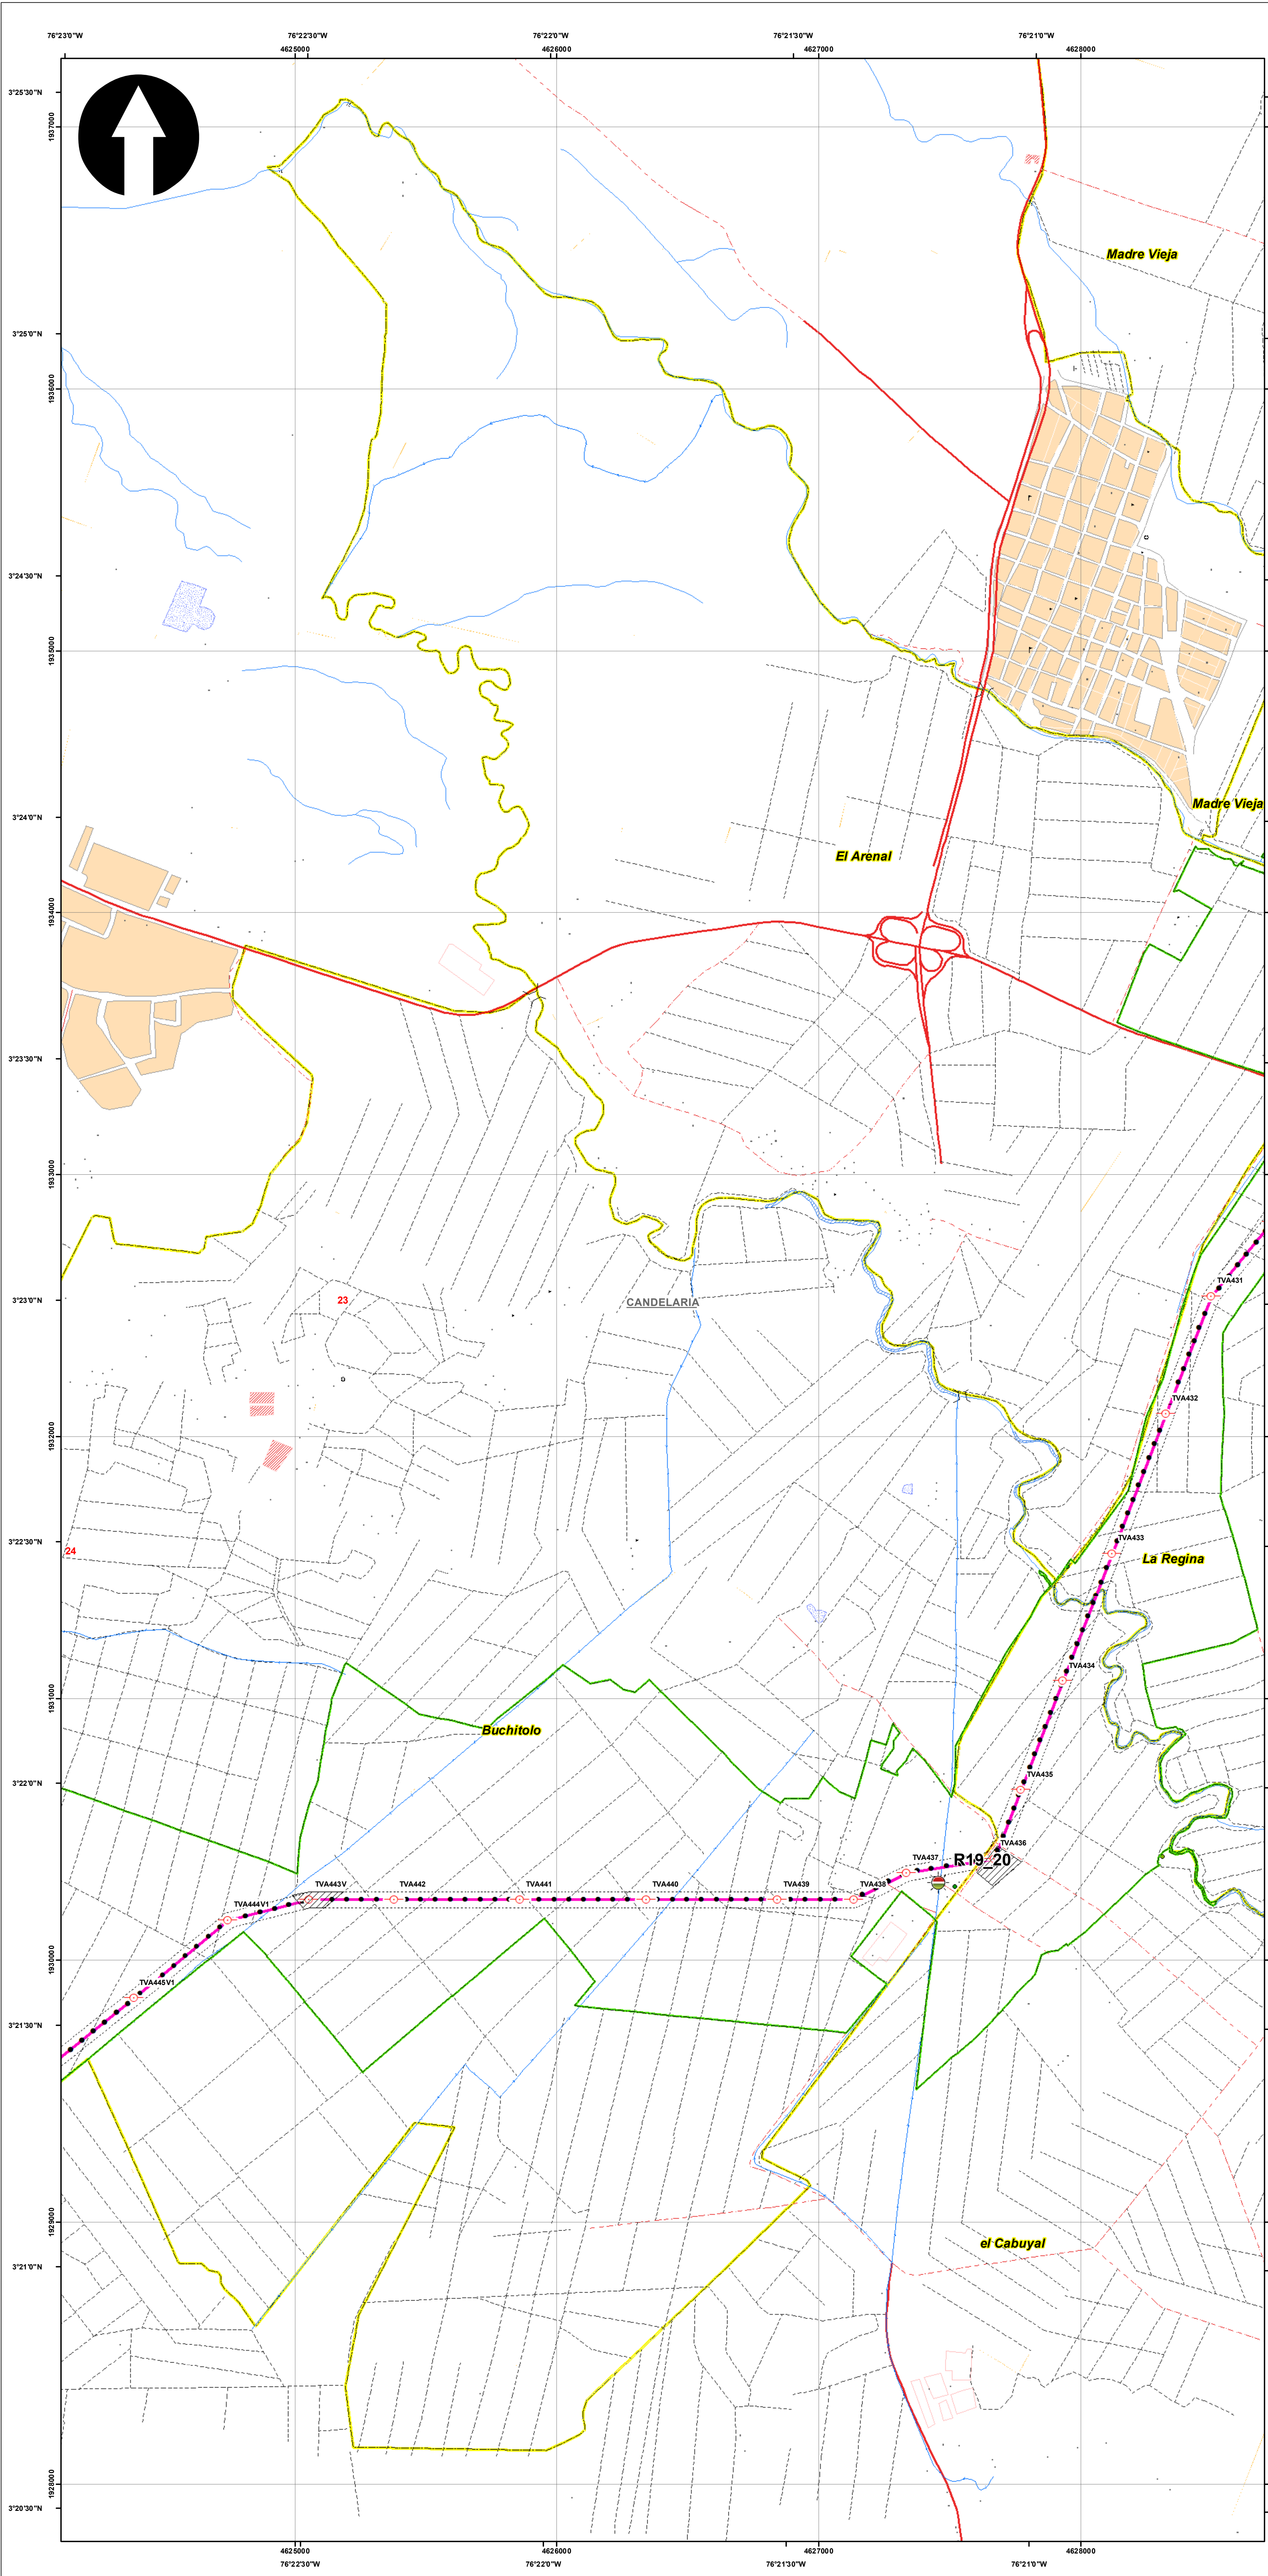 76°23'0"W 76°22'30"W 76°22'0"W 76°21'30"W 76°21'0"W
4625000 4626000 4627000 4628000
3°25'30"N
1937000
Madre Vieja
3°25'0"N
1936000
3°24'30"N
1935000
3°24'0"N
Madre Vieja
El Arenal
1934000
3°23'30"N
1933000
TVA431
3°23'0"N
23
CANDELARIA
TVA432
1932000
TVA433
3°22'30"N
24
La Regina
TVA434
1931000
Buchitolo
3°22'0"N
TVA435
TVA436
TVA437
R19_20
TVA443V
TVA442
TVA441
TVA440
TVA439
TVA438
TVA444V1
1930000
TVA445V1
3°21'30"N
1929000
el Cabuyal
3°21'0"N
1928000
3°20'30"N
4625000 4626000 4627000 4628000
76°22'30"W 76°22'0"W 76°21'30"W 76°21'0"W